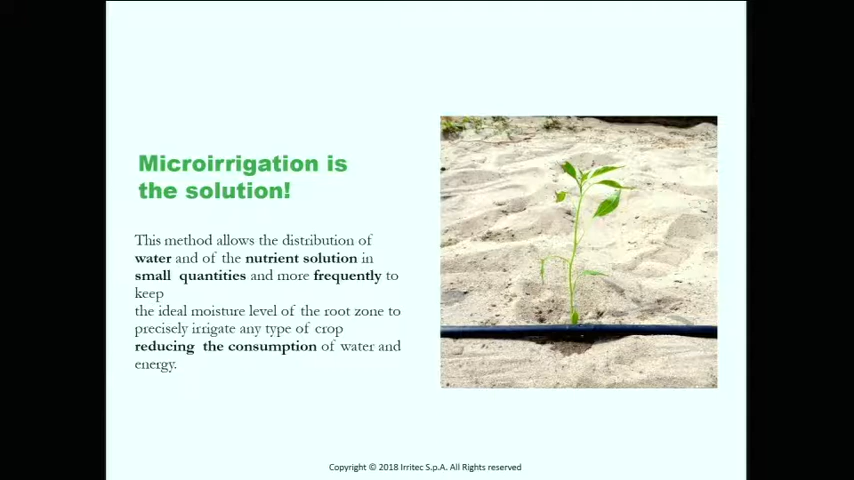 Microirrigation is
the solution!
This method allows the distribution of
water and of the nutrient solution in
small quantities and more frequently to
keep
the ideal moisture level of the root zone to
precisely irrigate any type of crop
reducing the consumption of water and
energy.
Copyright © 2018 Irritec S.p.A. All Rights reserved